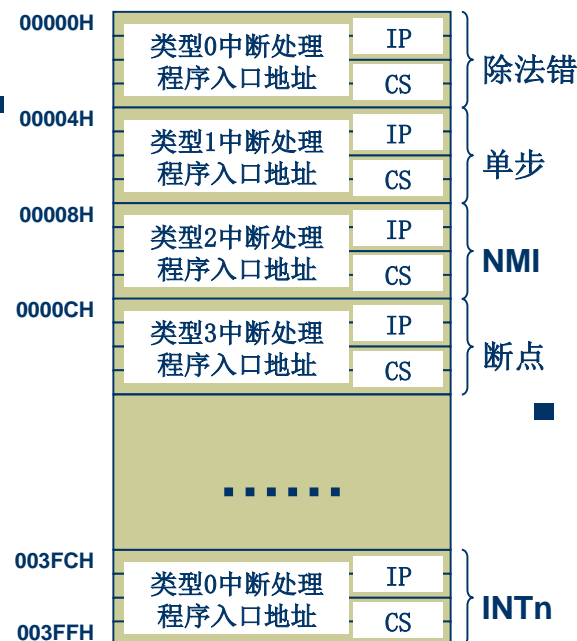 00000H
类型0中断处理
程序入口地址
IP
CS
除法错
00004H
类型1中断处理
程序入口地址
IP
CS
单步
00008H
类型2中断处理
程序入口地址
IP
CS
NMI
0000CH
类型3中断处理
程序入口地址
IP
CS
断点
......
003FCH
类型0中断处理
程序入口地址
IP
CS
INTn
003FFH